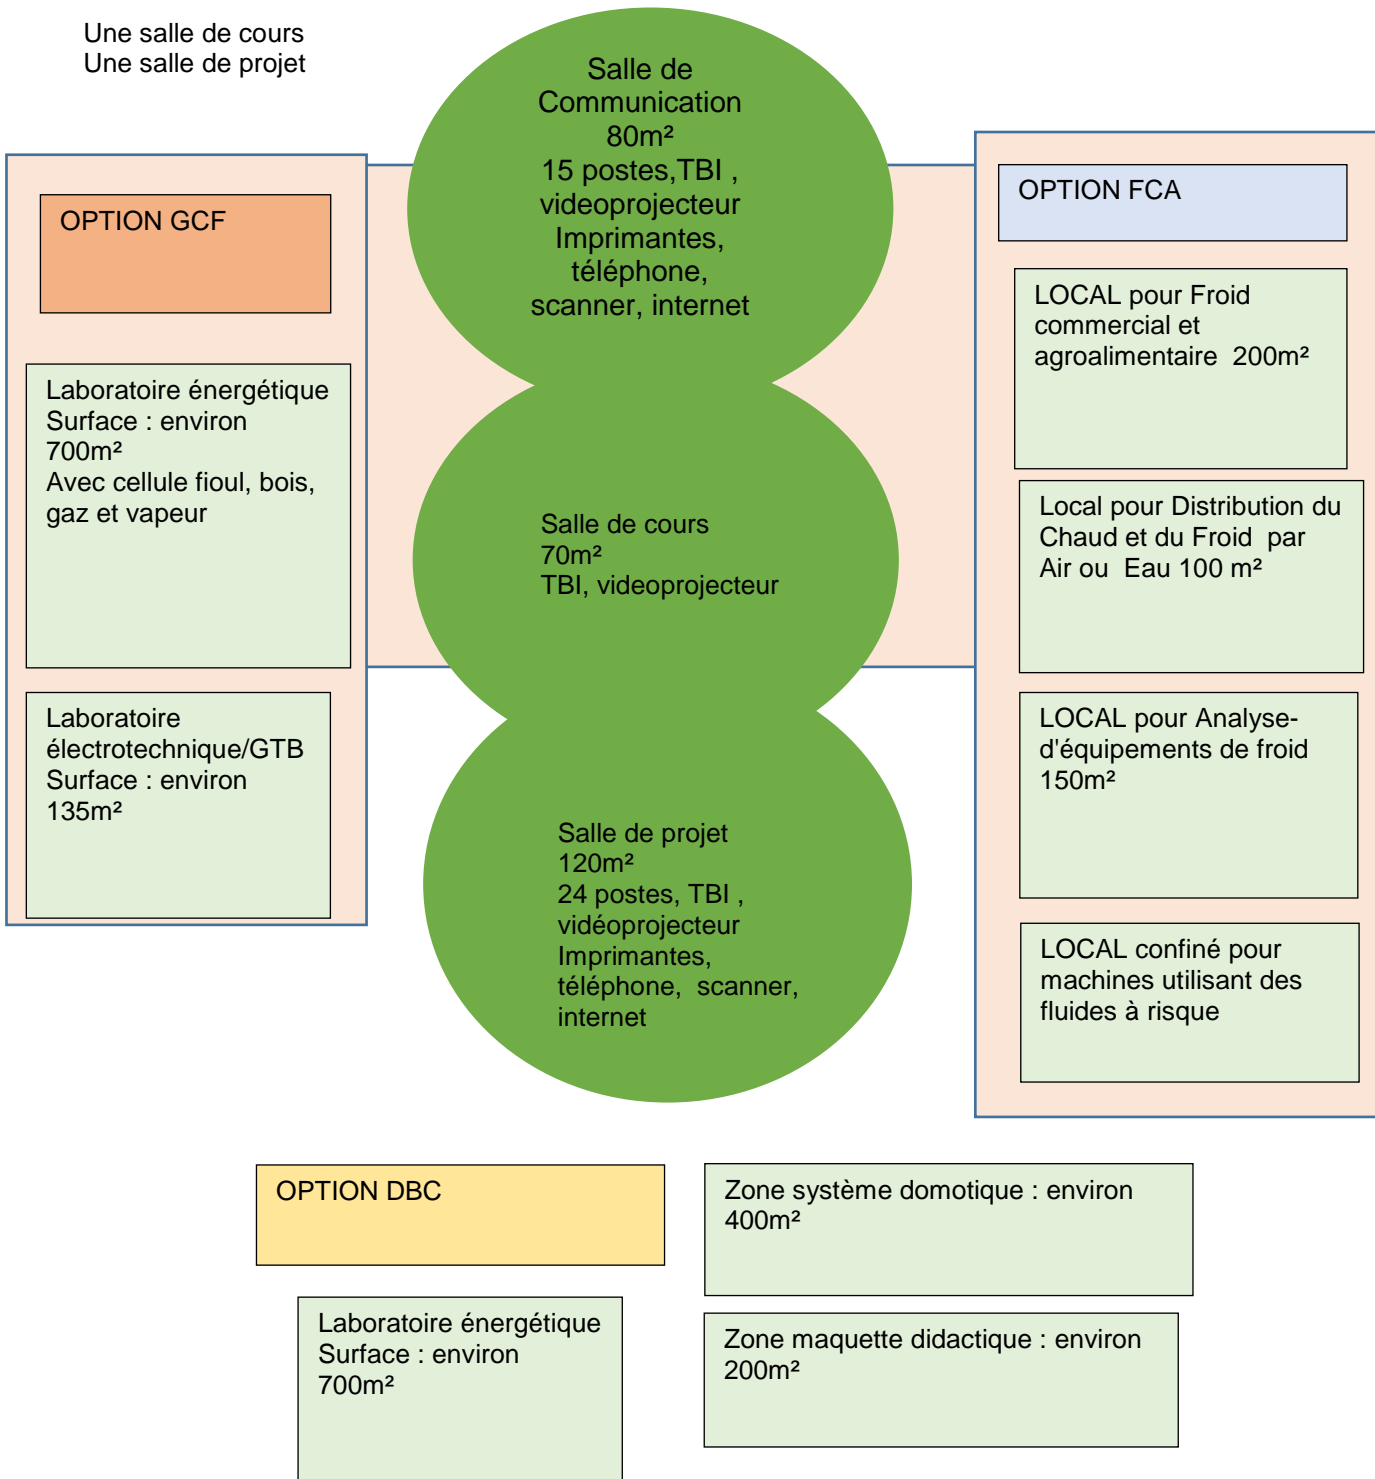 Une salle de cours
Une salle de projet
Salle de
Communication
80m²
15 postes,TBI ,
videoprojecteur
Imprimantes,
téléphone,
scanner, internet
OPTION GCF
Laboratoire énergétique
Surface : environ
700m²
Avec cellule fioul, bois,
gaz et vapeur
Laboratoire
électrotechnique/GTB
Surface : environ
135m²
Salle de cours
70m²
TBI, videoprojecteur
Salle de projet
120m²
24 postes, TBI ,
vidéoprojecteur
Imprimantes,
téléphone,  scanner,
internet
OPTION FCA
LOCAL pour Froid
commercial et
agroalimentaire  200m²
Local pour Distribution du
Chaud et du Froid  par
Air ou  Eau 100 m²
LOCAL pour Analyse-
d'équipements de froid
150m²
LOCAL confiné pour
machines utilisant des
fluides à risque
OPTION DBC
Laboratoire énergétique
Surface : environ
700m²
Zone système domotique : environ
400m²
Zone maquette didactique : environ
200m²